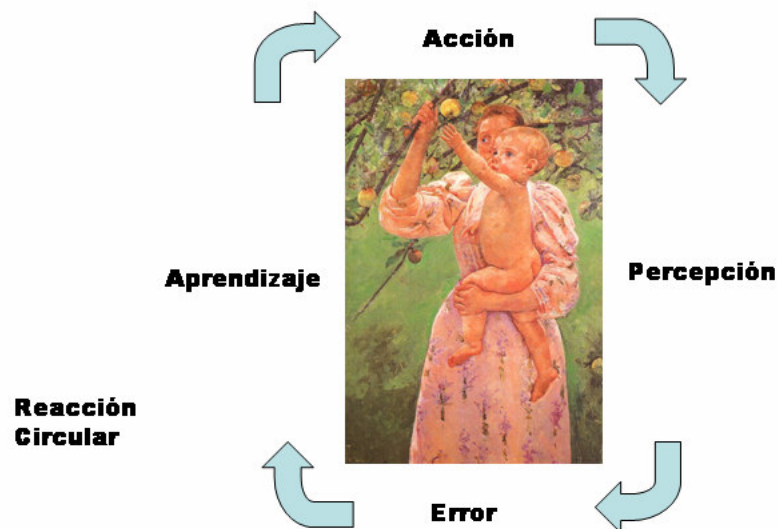 Acción
Percepción
Aprendizaje
Reacción
Circular
Error